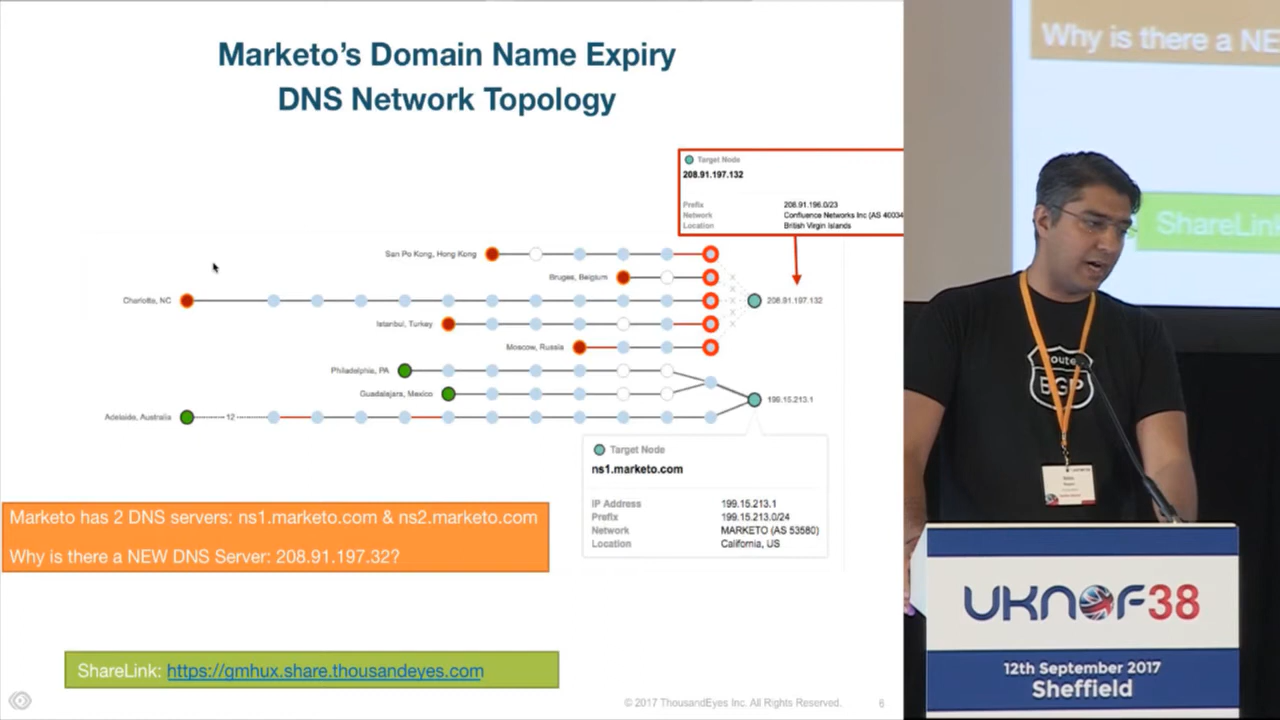 Marketo's Domain Name Expiry
DNS Network Topology
Target Node
208.91.197.132
Prefix 208.91.196.0/23
Network Confluence Networks Inc (AS 40034
Location British Virgin Islands
San Po Kong, Hong Kong
Bruges, Belgium
Charlotte, NC
208.91.197.132
Istanbul, Turkey
Moscow, Russia
Philadelphia, PA
Guadalajara, Mexico
199.15.213.1
Adelaide, Australia
12
Target Node
ns1.marketo.com
IP Address 199.15.213.1
Prefix 199.15.213.0/24
Network MARKETO (AS 53580)
Location California, US
Marketo has 2 DNS servers: ns1.marketo.com & ns2.marketo.com
Why is there a NEW DNS Server: 208.91.197.32?
ShareLink: https://gmhux.share.thousandeyes.com
© 2017 ThousandEyes Inc. All Rights Reserved.
6
Why is there a NE
ShareLin
Route
BGP
UKNOF38
12th September 2017
Sheffield